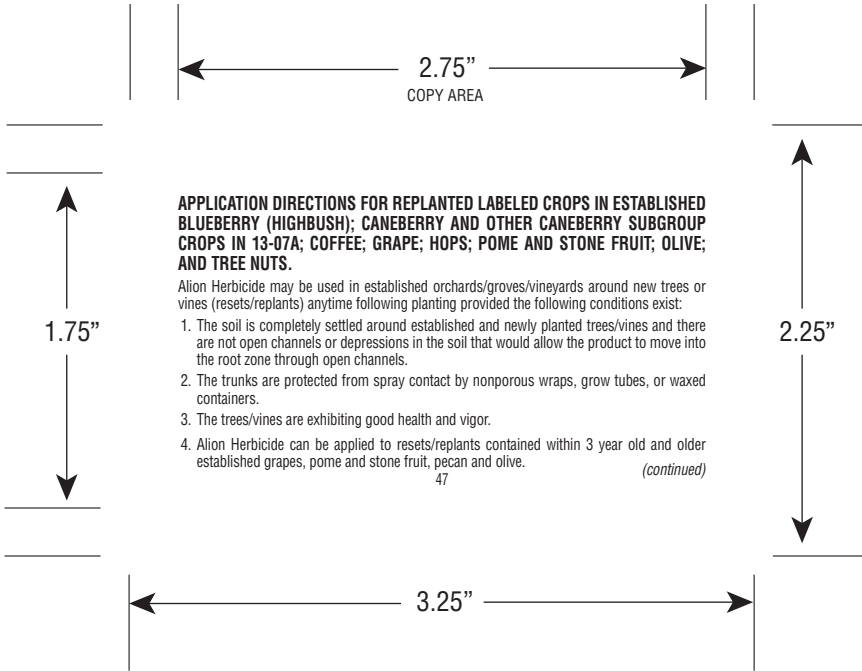 2.75”
COPY AREA
APPLICATION DIRECTIONS FOR REPLANTED LABELED CROPS IN ESTABLISHED
BLUEBERRY (HIGHBUSH); CANEBERRY AND OTHER CANEBERRY SUBGROUP
CROPS IN 13-07A; COFFEE; GRAPE; HOPS; POME AND STONE FRUIT; OLIVE;
AND TREE NUTS.
Alion Herbicide may be used in established orchards/groves/vineyards around new trees or
vines (resets/replants) anytime following planting provided the following conditions exist:
1. The soil is completely settled around established and newly planted trees/vines and there
are not open channels or depressions in the soil that would allow the product to move into
the root zone through open channels.
2. The trunks are protected from spray contact by nonporous wraps, grow tubes, or waxed
containers.
3. The trees/vines are exhibiting good health and vigor.
4. Alion Herbicide can be applied to resets/replants contained within 3 year old and older
established grapes, pome and stone fruit, pecan and olive.
(continued)
47
1.75”
2.25”
3.25”